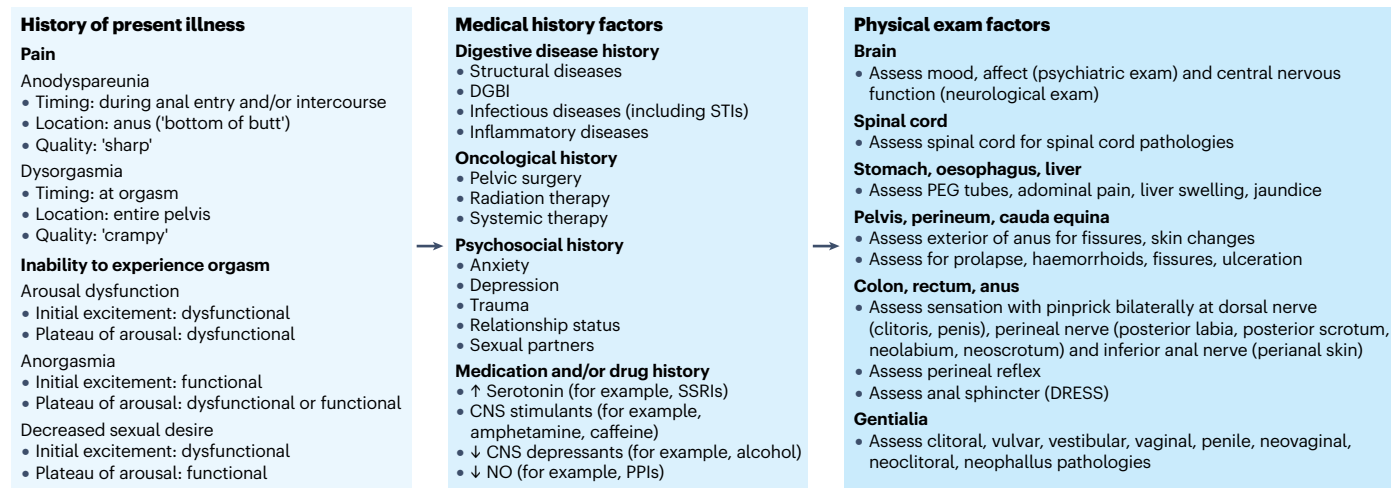 History of present illness
Pain
Anodyspareunia
• Timing: during anal entry and/or intercourse
• Location: anus ('bottom of butt')
• Quality: 'sharp'
Dysorgasmia
• Timing: at orgasm
• Location: entire pelvis
• Quality: 'crampy'
Inability to experience orgasm
Arousal dysfunction
• Initial excitement: dysfunctional
• Plateau of arousal: dysfunctional
Anorgasmia
• Initial excitement: functional
• Plateau of arousal: dysfunctional or functional
Decreased sexual desire
• Initial excitement: dysfunctional
• Plateau of arousal: functional
Medical history factors
Digestive disease history
• Structural diseases
• DGBI
• Infectious diseases (including STIs)
• Inflammatory diseases
Oncological history
• Pelvic surgery
• Radiation therapy
• Systemic therapy
Psychosocial history
• Anxiety
• Depression
• Trauma
• Relationship status
• Sexual partners
Medication and/or drug history
• ↑ Serotonin (for example, SSRIs)
• CNS stimulants (for example,
amphetamine, caffeine)
• ↓ CNS depressants (for example, alcohol)
• ↓ NO (for example, PPIs)
Physical exam factors
Brain
• Assess mood, affect (psychiatric exam) and central nervous
function (neurological exam)
Spinal cord
• Assess spinal cord for spinal cord pathologies
Stomach, oesophagus, liver
• Assess PEG tubes, adominal pain, liver swelling, jaundice
Pelvis, perineum, cauda equina
• Assess exterior of anus for fissures, skin changes
• Assess for prolapse, haemorrhoids, fissures, ulceration
Colon, rectum, anus
• Assess sensation with pinprick bilaterally at dorsal nerve
(clitoris, penis), perineal nerve (posterior labia, posterior scrotum,
neolabium, neoscrotum) and inferior anal nerve (perianal skin)
• Assess perineal reflex
• Assess anal sphincter (DRESS)
Gentialia
• Assess clitoral, vulvar, vestibular, vaginal, penile, neovaginal,
neoclitoral, neophallus pathologies